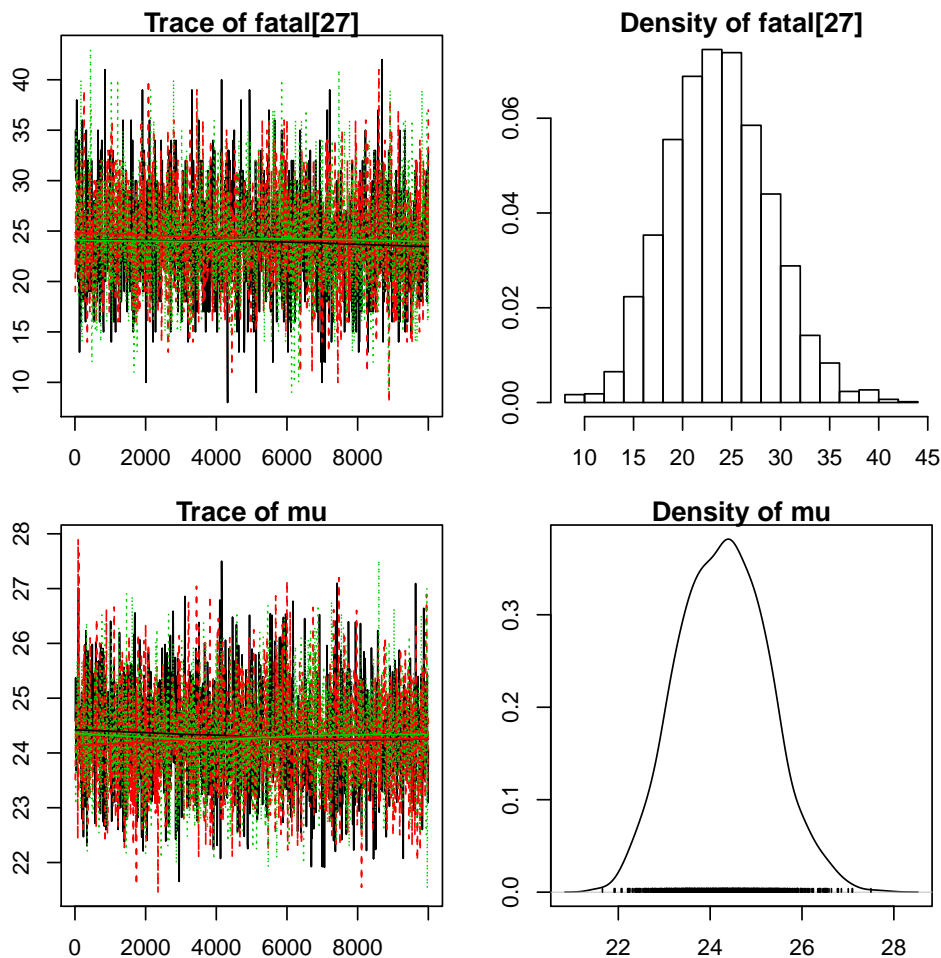 Trace of fatal[27]
10 15 20 25 30 35 40
0 2000 4000 6000 8000
Density of fatal[27]
0.00 0.02 0.04 0.06
10 15 20 25 30 35 40 45
Trace of mu
22 23 24 25 26 27 28
0 2000 4000 6000 8000
Density of mu
0.0 0.1 0.2 0.3
22 24 26 28